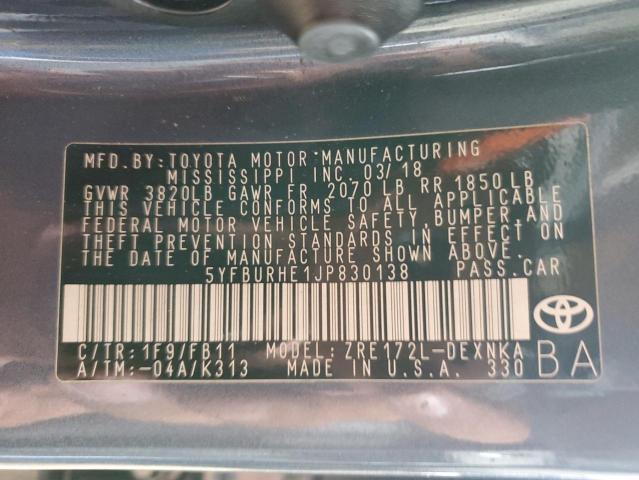 MFD.BY:TOYOTA MOTOR MANUFACTURING
MISSISSIPPI INC. 03/18
GVWR 3820LB GAWR FR 2070 LB RR 1850 LB
THIS VEHICLE CONFORMS TO ALL APPLICABLE
FEDERAL MOTOR VEHICLE SAFETY, BUMPER, AND
THEFT PREVENTION STANDARDS IN EFFECT ON
THE DATE OF MANUFACTURE SHOWN ABOVE.
5YFBURHE1JP830138 PASS.CAR
C/TR:1F9/FB11 MODEL:ZRE172L-DEXNKA
A/TM:-04A/K313 MADE IN U.S.A. 330 BA